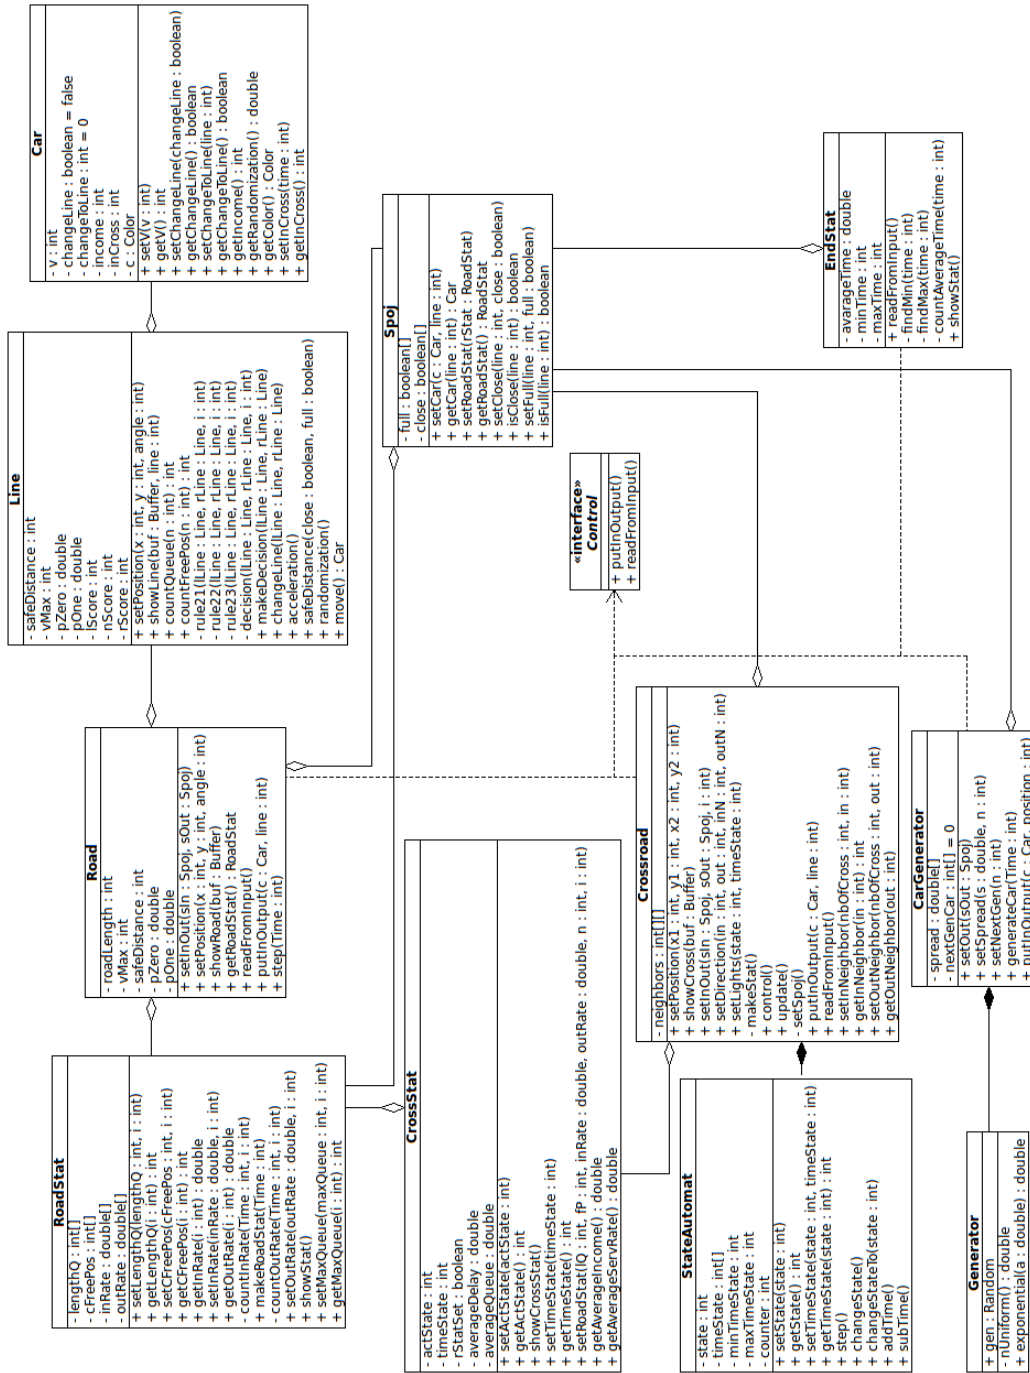 Car
- v : int
- changeLine : boolean = false
- changeToLine : int = 0
- income : int
- inCross : int
- c : Color
+ setV(v : int)
+ getV() : int
+ setChangeLine(changeLine : boolean)
+ getChangeLine() : boolean
+ setChangeToLine(line : int)
+ getChangeToLine() : boolean
+ getIncome() : int
+ getRandomization() : double
+ getColor() : Color
+ setInCross(time : int)
+ getInCross() : int
Line
- safeDistance : int
- vMax : int
- pZero : double
- pOne : double
- lScore : int
- nScore : int
- rScore : int
+ setPosition(x : int, y : int, angle : int)
+ showLine(buf : Buffer, line : int)
+ countQueue(n : int) : int
+ countFreePos(n : int) : int
- rule21(lLine : Line, rLine : Line, i : int)
- rule22(lLine : Line, rLine : Line, i : int)
- rule23(lLine : Line, rLine : Line, i : int)
- decision(lLine : Line, rLine : Line, i : int)
+ makeDecision(lLine : Line, rLine : Line)
+ changeLine(lLine : Line, rLine : Line)
+ acceleration()
+ safeDistance(close : boolean, full : boolean)
+ randomization()
+ move() : Car
Road
- roadLength : int
- vMax : int
- safeDistance : int
- pZero : double
- pOne : double
+ setInOut(sIn : Spoj, sOut : Spoj)
+ setPosition(x : int, y : int, angle : int)
+ showRoad(buf : Buffer)
+ getRoadStat() : RoadStat
+ readFromInput()
+ putInOutput(c : Car, line : int)
+ step(Time : int)
RoadStat
- lengthQ : int[]
- cFreePos : int[]
- inRate : double[]
- outRate : double[]
+ setLengthQ(lengthQ : int, i : int)
+ getLengthQ(i : int) : int
+ setCFreePos(cFreePos : int, i : int)
+ getCFreePos(i : int) : int
+ getInRate(i : int) : double
+ setInRate(inRate : double, i : int)
+ getOutRate(i : int) : double
- countInRate(Time : int, i : int)
+ makeRoadStat(Time : int)
- countOutRate(Time : int, i : int)
+ setOutRate(outRate : double, i : int)
+ showStat()
+ setMaxQueue(maxQueue : int, i : int)
+ getMaxQueue(i : int) : int
Spoj
- full : boolean[]
- close : boolean[]
+ setCar(c : Car, line : int)
+ getCar(line : int) : Car
+ setRoadStat(rStat : RoadStat)
+ getRoadStat() : RoadStat
+ setClose(line : int, close : boolean)
+ isClose(line : int) : boolean
+ setFull(line : int, full : boolean)
+ isFull(line : int) : boolean
CrossStat
- actState : int
- timeState : int
- rStatSet : boolean
- averageDelay : double
- averageQueue : double
+ setActState(actState : int)
+ getActState() : int
+ showCrossStat()
+ setTimeState(timeState : int)
+ getTimeState() : int
+ setRoadStat(lQ : int, fP : int, inRate : double, outRate : double, n : int, i : int)
+ getAverageIncome() : double
+ getAverageServRate() : double
«interface»
Control
+ putInOutput()
+ readFromInput()
EndStat
- avarageTime : double
- minTime : int
- maxTime : int
+ readFromInput()
- findMin(time : int)
- findMax(time : int)
- countAverageTime(time : int)
+ showStat()
Crossroad
- neighbors : int[][]
+ setPosition(x1 : int, y1 : int, x2 : int, y2 : int)
+ showCross(buf : Buffer)
+ setInOut(sIn : Spoj, sOut : Spoj, i : int)
+ setDirection(in : int, out : int, inN : int, outN : int)
+ setLights(state : int, timeState : int)
- makeStat()
+ control()
+ update()
- setSpoj()
+ putInOutput(c : Car, line : int)
+ readFromInput()
+ setInNeighbor(nbOfCross : int, in : int)
+ getInNeighbor(in : int)
+ setOutNeighbor(nbOfCross : int, out : int)
+ getOutNeighbor(out : int)
StateAutomat
- state : int
- timeState : int[]
- minTimeState : int
- maxTimeState : int
- counter : int
+ setState(state : int)
+ getState() : int
+ setTimeState(state : int, timeState : int)
+ getTimeState(state : int) : int
+ step()
+ changeState()
+ changeStateTo(state : int)
+ addTime()
+ subTime()
CarGenerator
- spread : double[]
- nextGenCar : int[] = 0
+ setOut(sOut : Spoj)
+ setSpread(s : double, n : int)
+ setNextGen(n : int)
+ generateCar(Time : int)
+ putInOutput(c : Car, position : int)
Generator
+ gen : Random
- nUniform() : double
+ exponential(a : double) : double